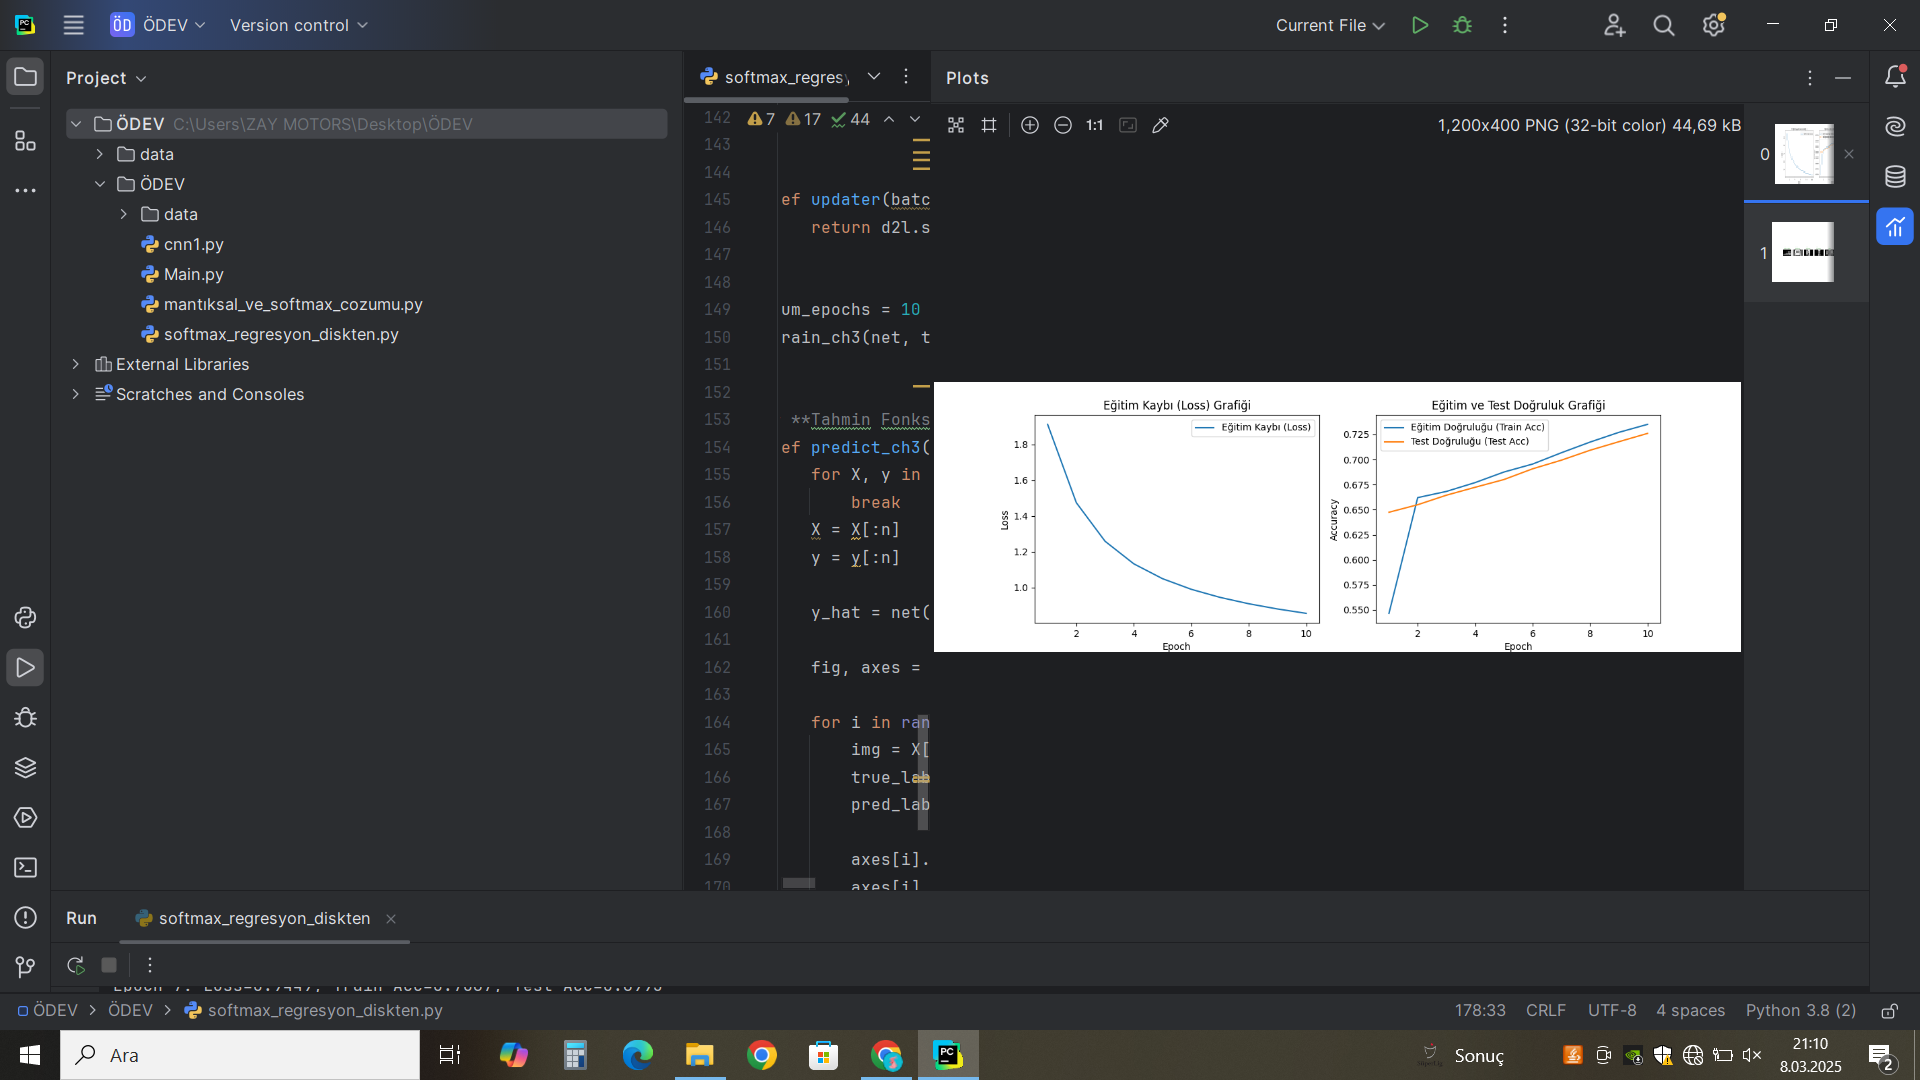 ÖD ÖDEV Version control Current File
Project
ÖDEV C:\Users\ZAY MOTORS\Desktop\ÖDEV
data
ÖDEV
data
cnn1.py
Main.py
mantıksal_ve_softmax_cozumu.py
softmax_regresyon_diskten.py
External Libraries
Scratches and Consoles
softmax_regresy
7 17 44
142
143
144
145 ef updater(batc
146 return d2l.s
147
148
149 um_epochs = 10
150 rain_ch3(net, t
151
152
153 **Tahmin Fonks
154 ef predict_ch3(
155 for X, y in
156 break
157 X = X[:n]
158 y = y[:n]
159
160 y_hat = net(
161
162 fig, axes =
163
164 for i in ran
165 img = X[
166 true_lab
167 pred_lab
168
169 axes[i].
170 axes[i]
Plots
1:1 1,200x400 PNG (32-bit color) 44,69 kB
0
1
Eğitim Kaybı (Loss) Grafiği
Eğitim Kaybı (Loss)
1.8
1.6
1.4
1.2
1.0
Loss
2 4 6 8 10
Epoch
Eğitim ve Test Doğruluk Grafiği
Eğitim Doğruluğu (Train Acc)
Test Doğruluğu (Test Acc)
0.725
0.700
0.675
0.650
0.625
0.600
0.575
0.550
Accuracy
2 4 6 8 10
Epoch
Run softmax_regresyon_diskten
ÖDEV > ÖDEV > softmax_regresyon_diskten.py 178:33 CRLF UTF-8 4 spaces Python 3.8 (2)
Ara
Sonuç
21:10
8.03.2025
2